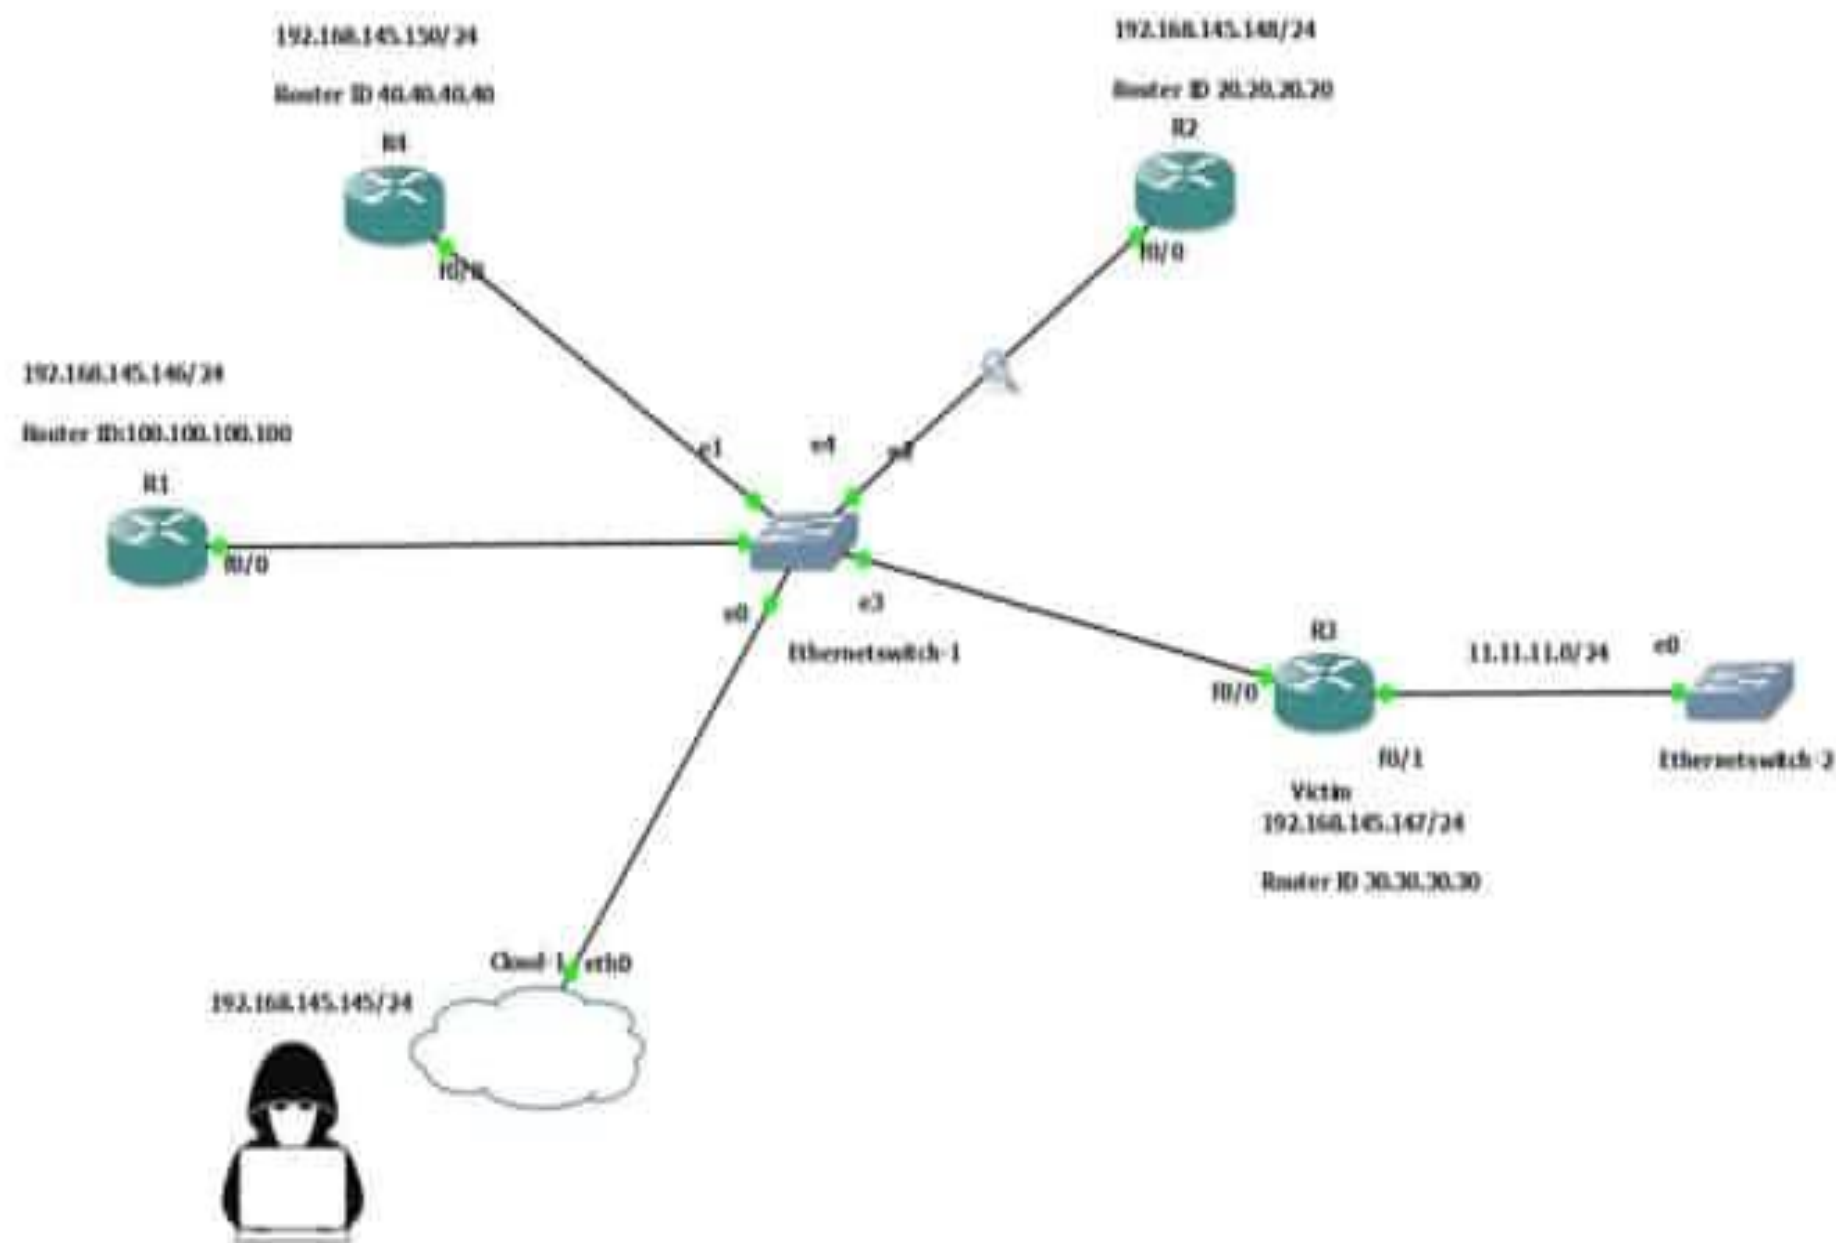 192.168.145.150/24
Router ID 40.40.40.40
R4
f0/0
192.168.145.148/24
Router ID 20.20.20.20
R2
f0/0
192.168.145.146/24
Router ID:100.100.100.100
R1
f0/0
e1
e4
e0
e3
Ethernetswitch-1
R3
f0/0
11.11.11.0/24
e0
f0/1
Ethernetswitch-2
Victim
192.168.145.147/24
Router ID 30.30.30.30
Cloud-1
eth0
192.168.145.145/24